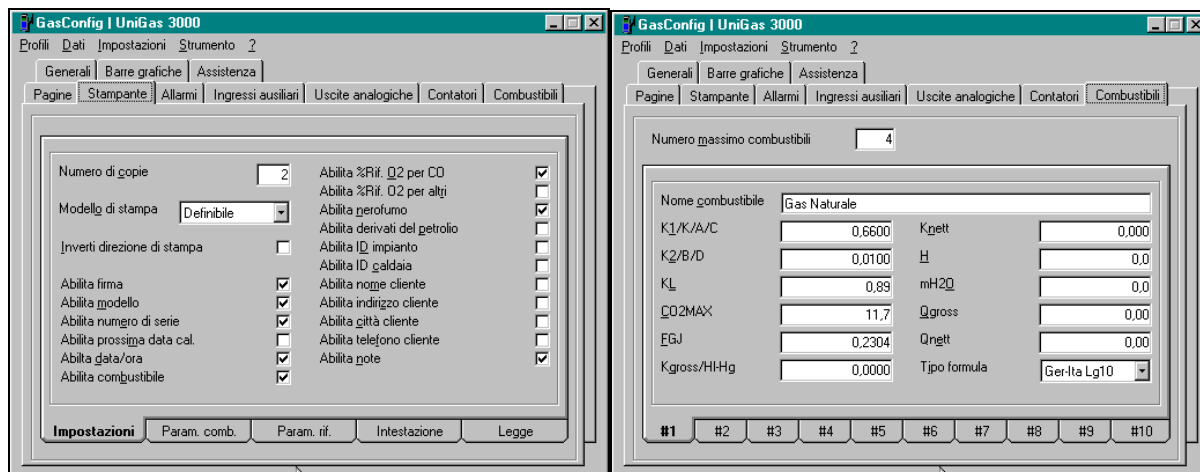 GasConfig | UniGas 3000
Profili Dati Impostazioni Strumento ?
Generali Barre grafiche Assistenza
Pagine Stampante Allarmi Ingressi ausiliari Uscite analogiche Contatori Combustibili
Numero di copie 2
Modello di stampa Definibile
Inverti direzione di stampa
Abilita firma
Abilita modello
Abilita numero di serie
Abilita prossima data cal.
Abilta data/ora
Abilita combustibile
Abilita %Rif. O2 per CO
Abilita %Rif. O2 per altri
Abilita nerofumo
Abilita derivati del petrolio
Abilita ID impianto
Abilita ID caldaia
Abilita nome cliente
Abilita indirizzo cliente
Abilita città cliente
Abilita telefono cliente
Abilita note
Impostazioni Param. comb. Param. rif. Intestazione Legge
GasConfig | UniGas 3000
Profili Dati Impostazioni Strumento ?
Generali Barre grafiche Assistenza
Pagine Stampante Allarmi Ingressi ausiliari Uscite analogiche Contatori Combustibili
Numero massimo combustibili 4
Nome combustibile Gas Naturale
K1/K/A/C 0,6600 Knett 0,000
K2/B/D 0,0100 H 0,0
KL 0,89 mH2O 0,0
CO2MAX 11,7 Qgross 0,00
FGJ 0,2304 Qnett 0,00
Kgross/HI-Hg 0,0000 Tipo formula Ger-Ita Lg10
#1 #2 #3 #4 #5 #6 #7 #8 #9 #10